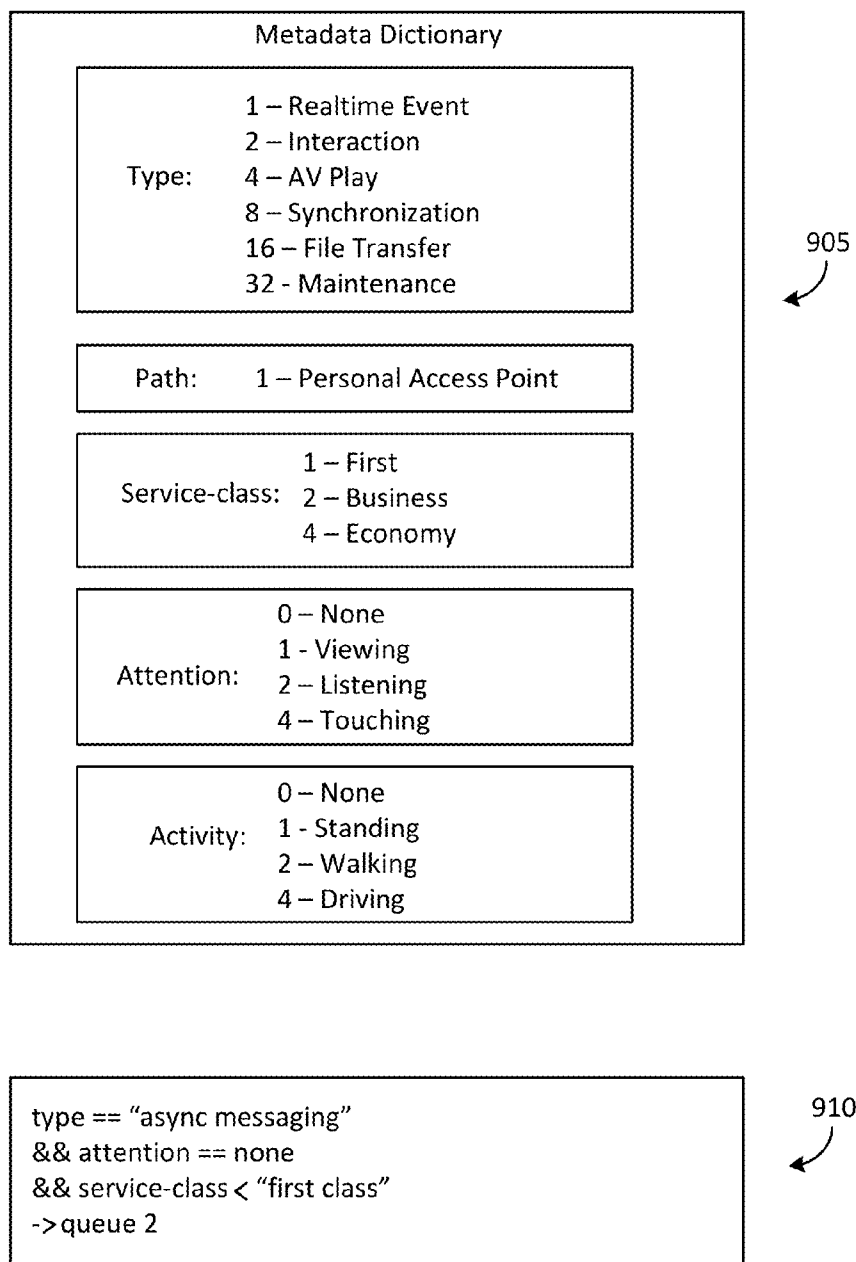 Metadata Dictionary
Type:
1 – Realtime Event
2 – Interaction
4 – AV Play
8 – Synchronization
16 – File Transfer
32 - Maintenance
905
Path: 1 – Personal Access Point
Service-class:
1 – First
2 – Business
4 – Economy
Attention:
0 – None
1 - Viewing
2 – Listening
4 – Touching
Activity:
0 – None
1 - Standing
2 – Walking
4 – Driving
910
type == “async messaging”
&& attention == none
&& service-class < “first class”
->queue 2